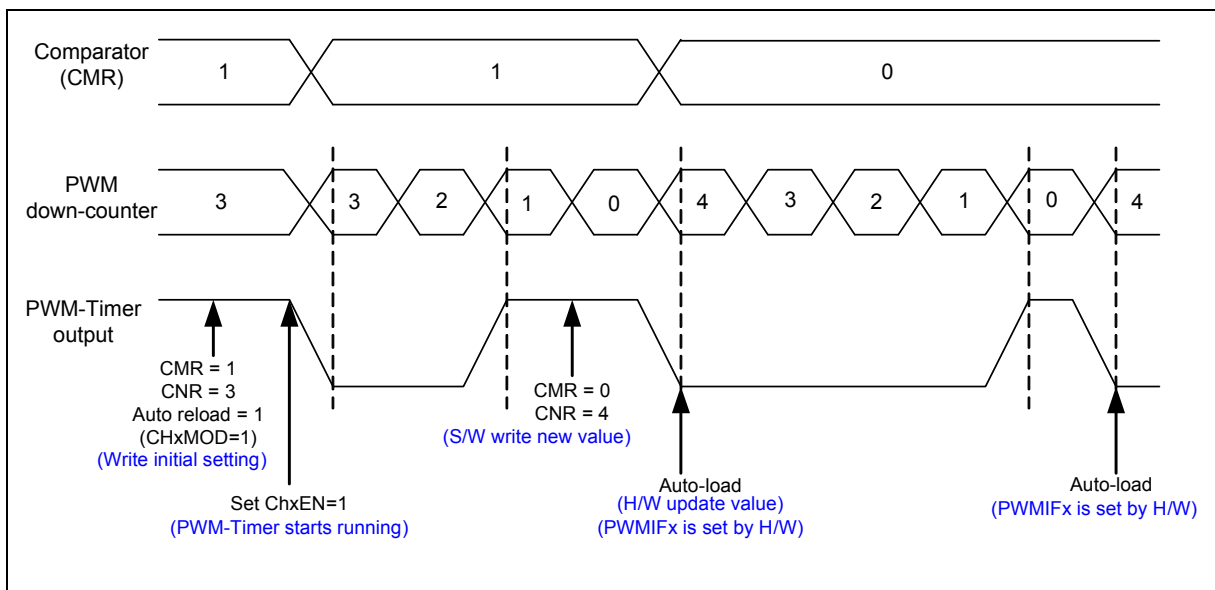 Comparator
(CMR)
1
1
0
PWM
down-counter
3
3
2
1
0
4
3
2
1
0
4
PWM-Timer
output
CMR = 1
CNR = 3
Auto reload = 1
(CHxMOD=1)
(Write initial setting)
CMR = 0
CNR = 4
(S/W write new value)
Set ChxEN=1
(PWM-Timer starts running)
Auto-load
(H/W update value)
(PWMIFx is set by H/W)
Auto-load
(PWMIFx is set by H/W)